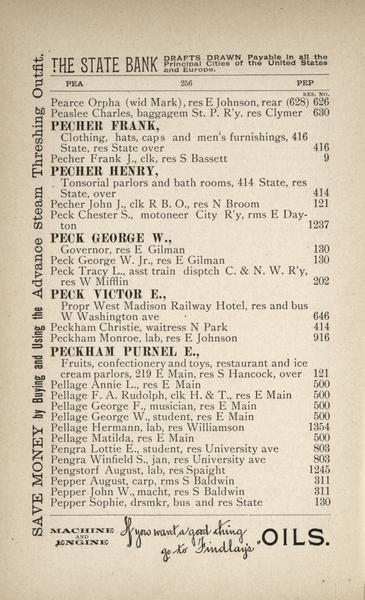 THE STATE BANK DRAFTS DRAWN Payable in all the
Principal Cities of the United States
and Europe.
PEA 256 PEP
RES. NO.
Pearce Orpha (wid Mark), res E Johnson, rear (628) 626
Peaslee Charles, baggagem St. P. R'y, res Clymer 630
PECHER FRANK,
Clothing, hats, caps and men's furnishings, 416
State, res State over 416
Pecher Frank J., clk, res S Bassett 9
PECHER HENRY,
Tonsorial parlors and bath rooms, 414 State, res
State, over 414
Pecher John J., clk R B. O., res N Broom 121
Peck Chester S., motoneer City R'y, rms E Day-
ton 1237
PECK GEORGE W.,
Governor, res E Gilman 130
Peck George W. Jr., res E Gilman 130
Peck Tracy L., asst train disptch C. & N. W. R'y,
res W Mifflin 202
PECK VICTOR E.,
Propr West Madison Railway Hotel, res and bus
W Washington ave 646
Peckham Christie, waitress N Park 414
Peckham Monroe, lab, res E Johnson 916
PECKHAM PURNEL E.,
Fruits, confectionery and toys, restaurant and ice
cream parlors, 219 E Main, res S Hancock, over 121
Pellage Annie L., res E Main 500
Pellage F. A. Rudolph, clk H. & T., res E Main 500
Pellage George F., musician, res E Main 500
Pellage George W., student, res E Main 500
Pellage Hermann, lab, res Williamson 1354
Pellage Matilda, res E Main 500
Pengra Lottie E., student, res University ave 803
Pengra Winfield S., jan, res University ave 803
Pengstorf August, lab, res Spaight 1245
Pepper August, carp, rms S Baldwin 311
Pepper John W., macht, res S Baldwin 311
Pepper Sophie, drsmkr, bus and res State 130
MACHINE
AND
ENGINE
If you want a good thing
go to Findlay's
OILS.
SAVE MONEY by Buying and Using the Advance Steam Threshing Outfit.